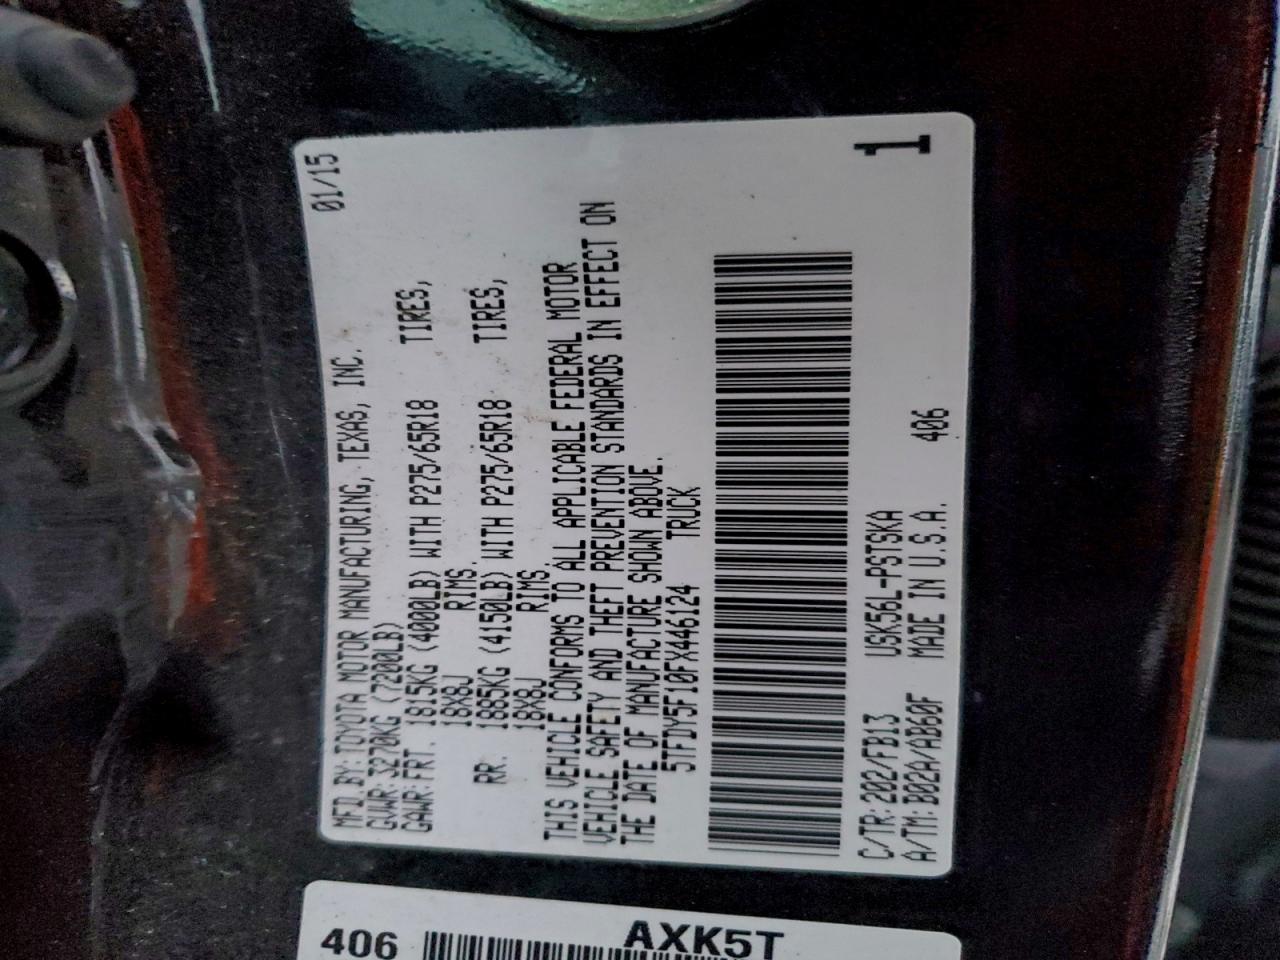 01/15
MFD. BY: TOYOTA MOTOR MANUFACTURING, TEXAS, INC.
GVWR: 3270KG (7200LB)
GAWR: FRT. 1815KG (4000LB) WITH P275/65R18 TIRES,
18X8J RIMS.
RR. 1885KG (4150LB) WITH P275/65R18 TIRES,
18X8J RIMS.
THIS VEHICLE CONFORMS TO ALL APPLICABLE FEDERAL MOTOR
VEHICLE SAFETY AND THEFT PREVENTION STANDARDS IN EFFECT ON
THE DATE OF MANUFACTURE SHOWN ABOVE.
5TFDY5F10FX446124 TRUCK
C/TR: 202/FB13 USK56L-PSTSKA
A/TM: B02A/AB60F MADE IN U.S.A. 406
1
406 AXK5T